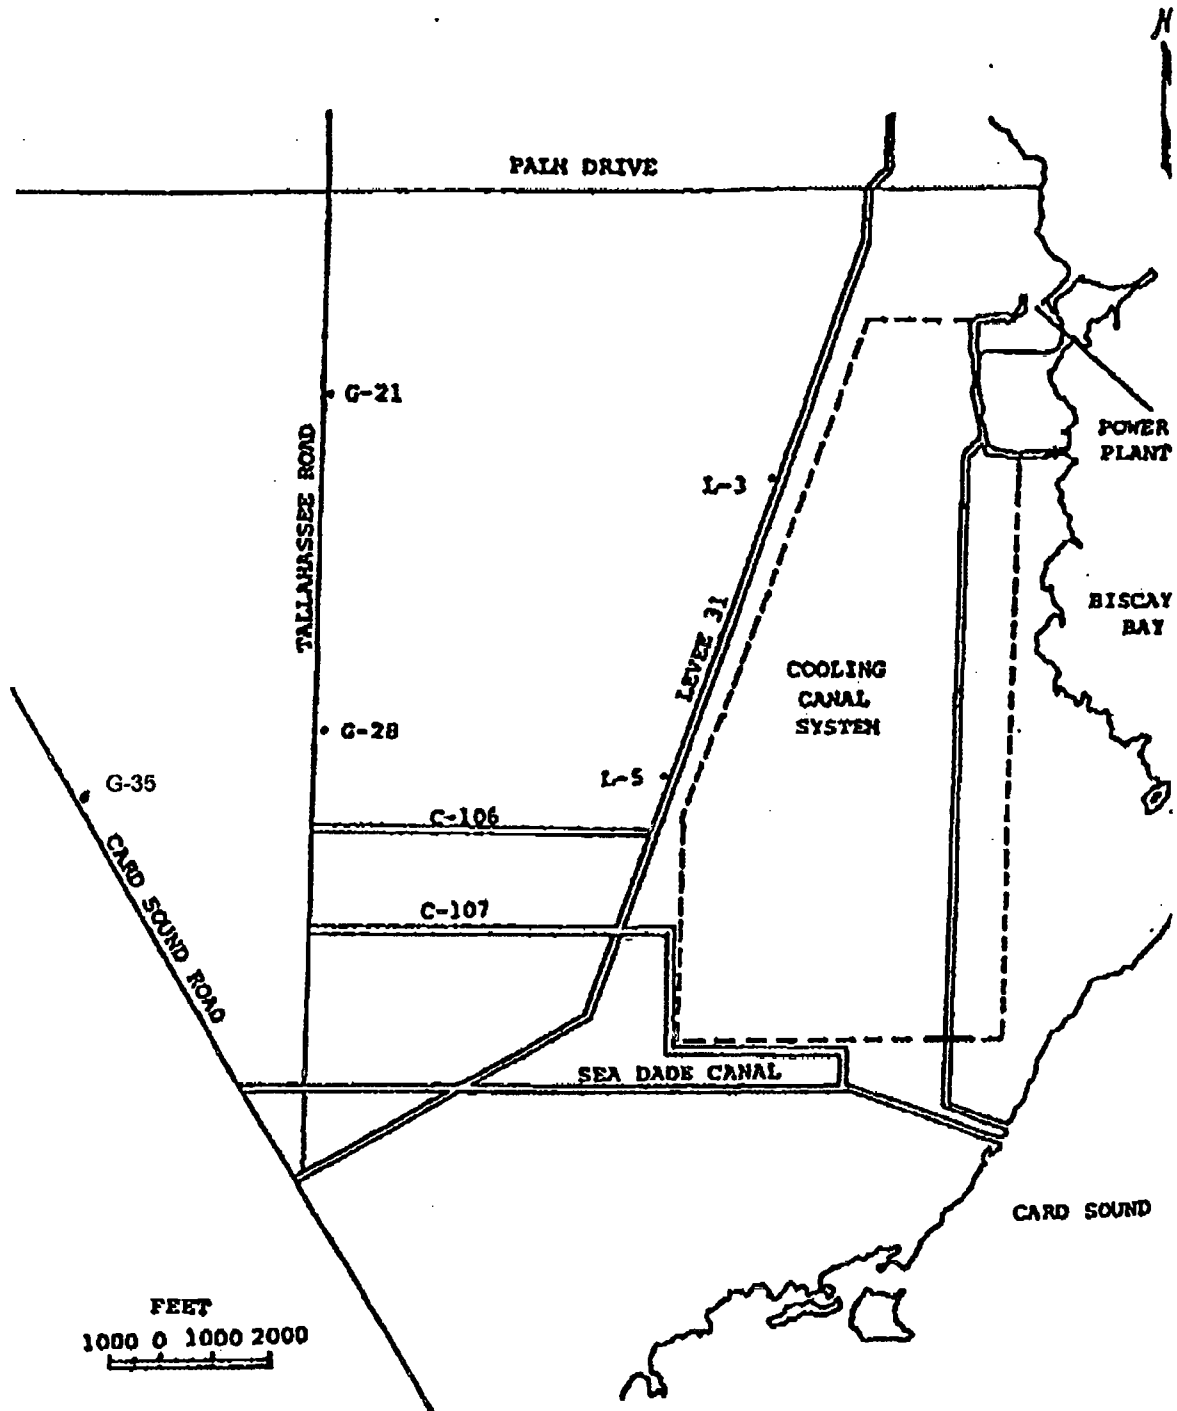 N
PALM DRIVE
G-21
POWER
PLANT
L-3
TALLAHASSEE ROAD
BISCAY
BAY
LEVEE 31
COOLING
CANAL
SYSTEM
G-28
L-5
G-35
C-106
CARD SOUND ROAD
C-107
SEA DADE CANAL
CARD SOUND
FEET
1000 0 1000 2000